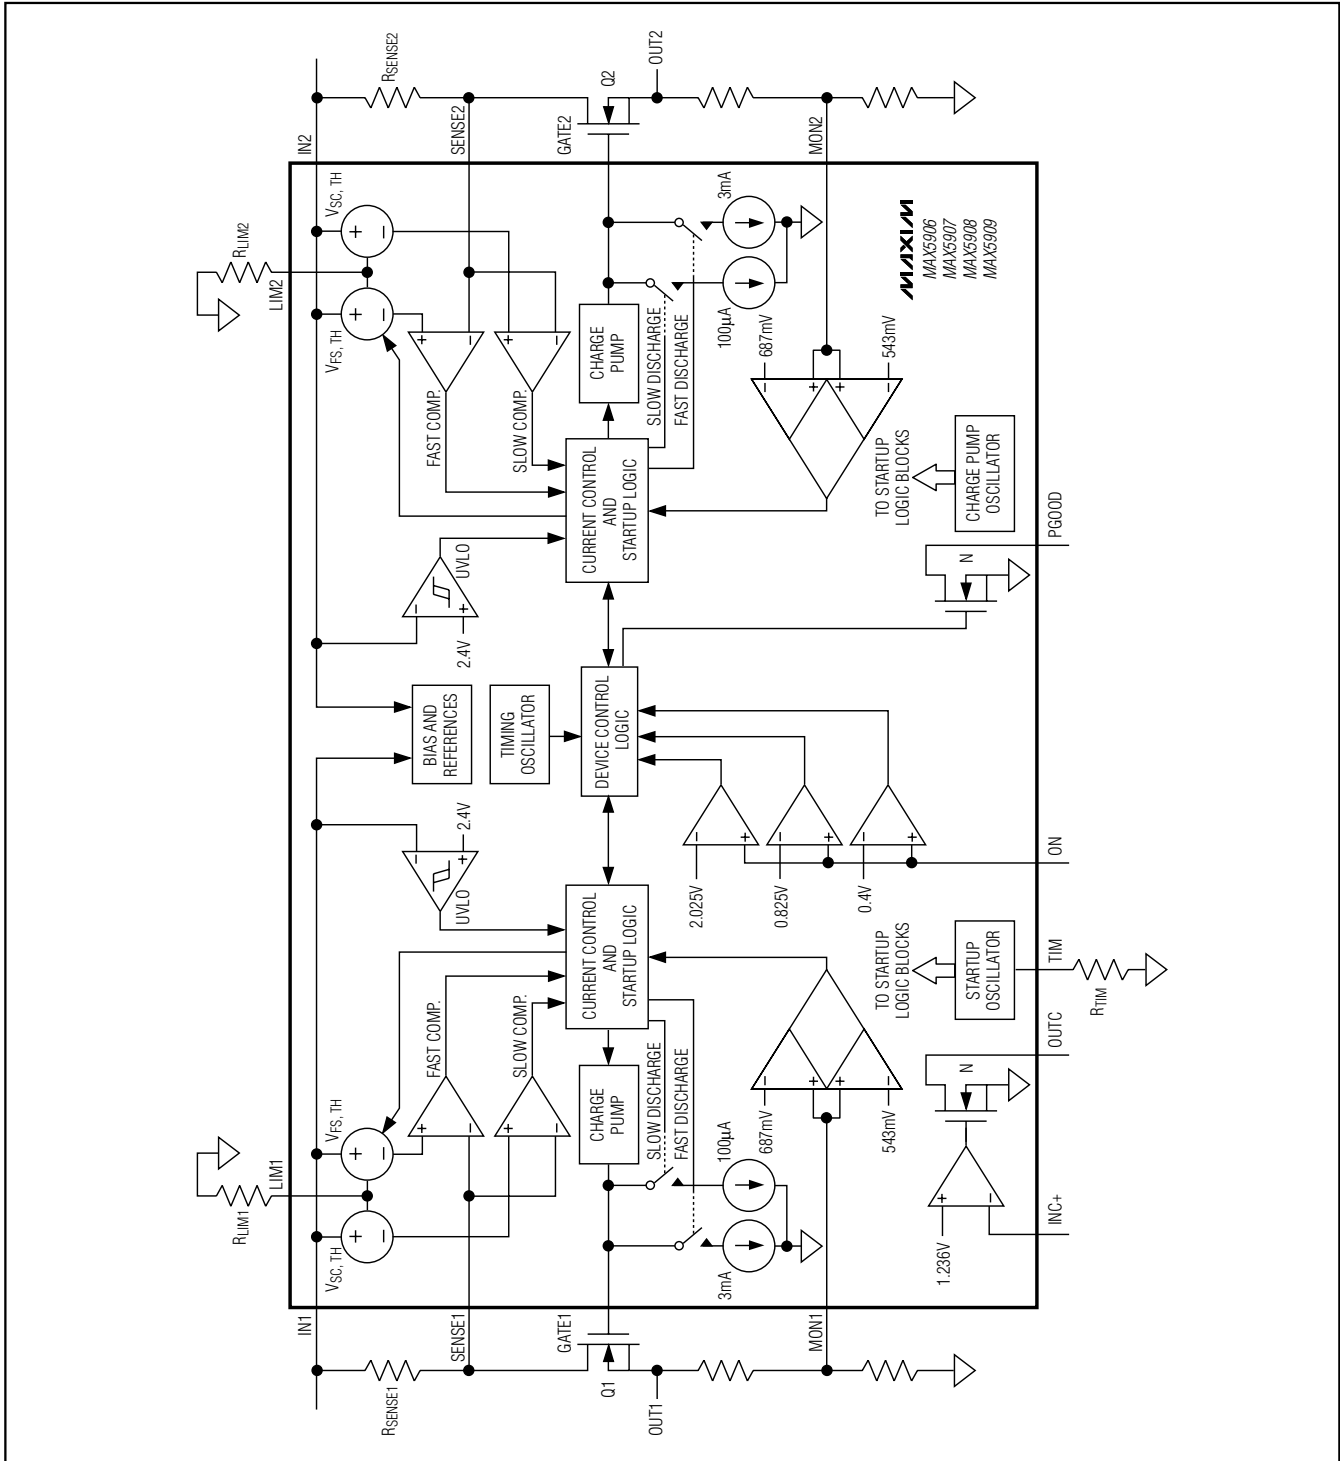 RSENSE1
IN1
SENSE1
Q1
GATE1
OUT1
MON1
RLIM1
LIM1
VSC, TH
VFS, TH
FAST COMP.
SLOW COMP.
CHARGE
PUMP
SLOW DISCHARGE
FAST DISCHARGE
3mA
100µA
687mV
543mV
1.236V
INC+
N
OUTC
UVLO
2.4V
CURRENT CONTROL
AND
STARTUP LOGIC
TO STARTUP
LOGIC BLOCKS
STARTUP
OSCILLATOR
TIM
RTIM
BIAS AND
REFERENCES
TIMING
OSCILLATOR
DEVICE CONTROL
LOGIC
2.025V
0.825V
0.4V
ON
2.4V
UVLO
CURRENT CONTROL
AND
STARTUP LOGIC
TO STARTUP
LOGIC BLOCKS
CHARGE PUMP
OSCILLATOR
N
PGOOD
RLIM2
LIM2
VFS, TH
VSC, TH
FAST COMP.
SLOW COMP.
CHARGE
PUMP
SLOW DISCHARGE
FAST DISCHARGE
100µA
3mA
687mV
543mV
MAXIM
MAX5906
MAX5907
MAX5908
MAX5909
IN2
RSENSE2
SENSE2
GATE2
Q2
OUT2
MON2